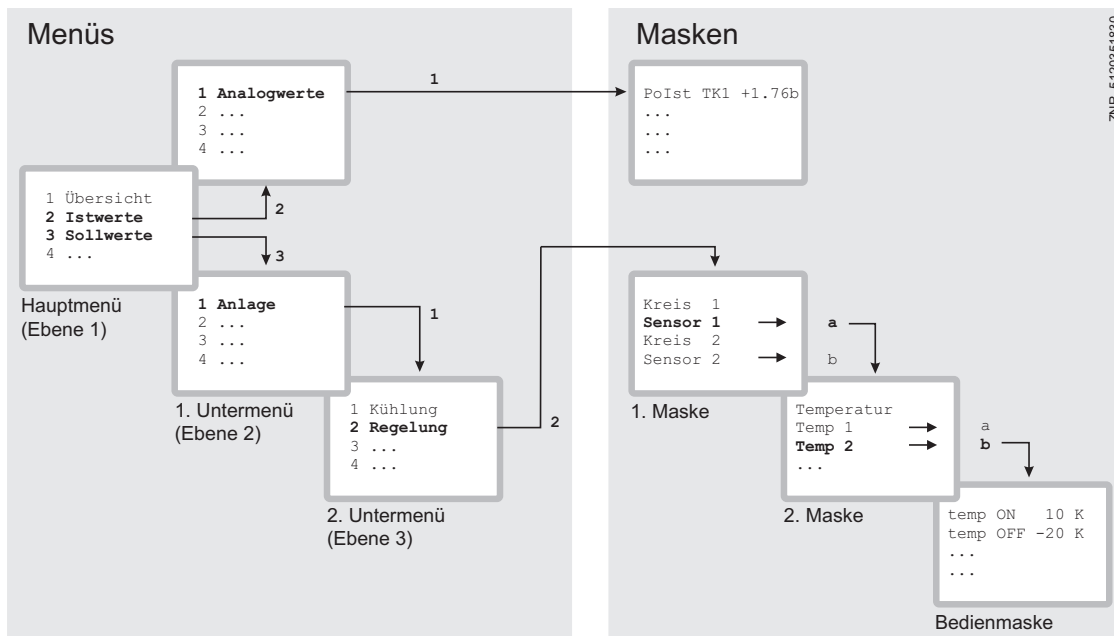 Menüs
1 Analogwerte
2 ...
3 ...
4 ...
1
1 Übersicht
2 Istwerte
3 Sollwerte
4 ...
2
3
Hauptmenü
(Ebene 1)
1 Anlage
2 ...
3 ...
4 ...
1
1. Untermenü
(Ebene 2)
1 Kühlung
2 Regelung
3 ...
4 ...
2
2. Untermenü
(Ebene 3)
Masken
PoIst TK1 +1.76b
...
...
...
Kreis 1
Sensor 1 a
Kreis 2
Sensor 2 b
1. Maske
Temperatur
Temp 1 a
Temp 2 b
...
2. Maske
temp ON 10 K
temp OFF -20 K
...
...
Bedienmaske